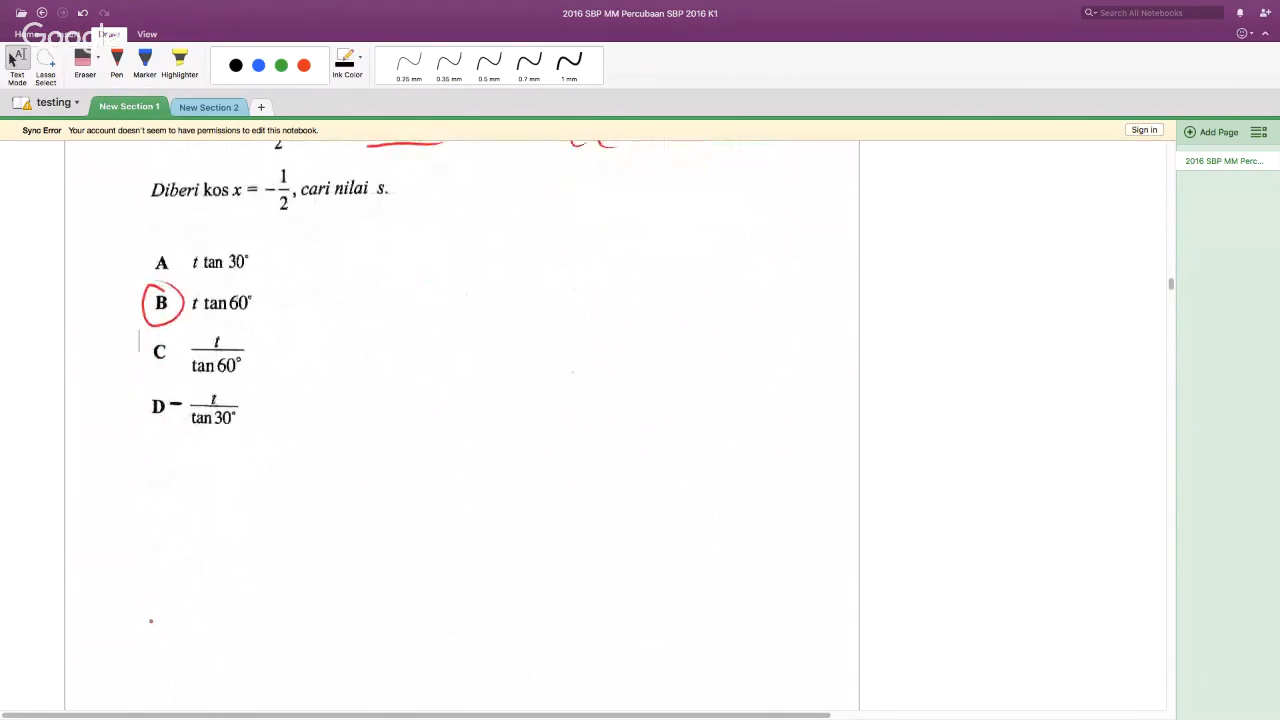 2016 SBP MM Percubaan SBP 2016 K1
Search All Notebooks
Google
Draw
View
Text Mode
Lasso Select
Eraser
Pen
Marker
Highlighter
Ink Color
0.25 mm
0.35 mm
0.5 mm
0.7 mm
1 mm
testing
New Section 1
New Section 2
+
Sync Error Your account doesn't seem to have permissions to edit this notebook.
Sign in
Add Page
2016 SBP MM Perc...
2
Diberi kos x = -1/2, cari nilai s.
A t tan 30°
B t tan 60°
C t / tan 60°
D - t / tan 30°